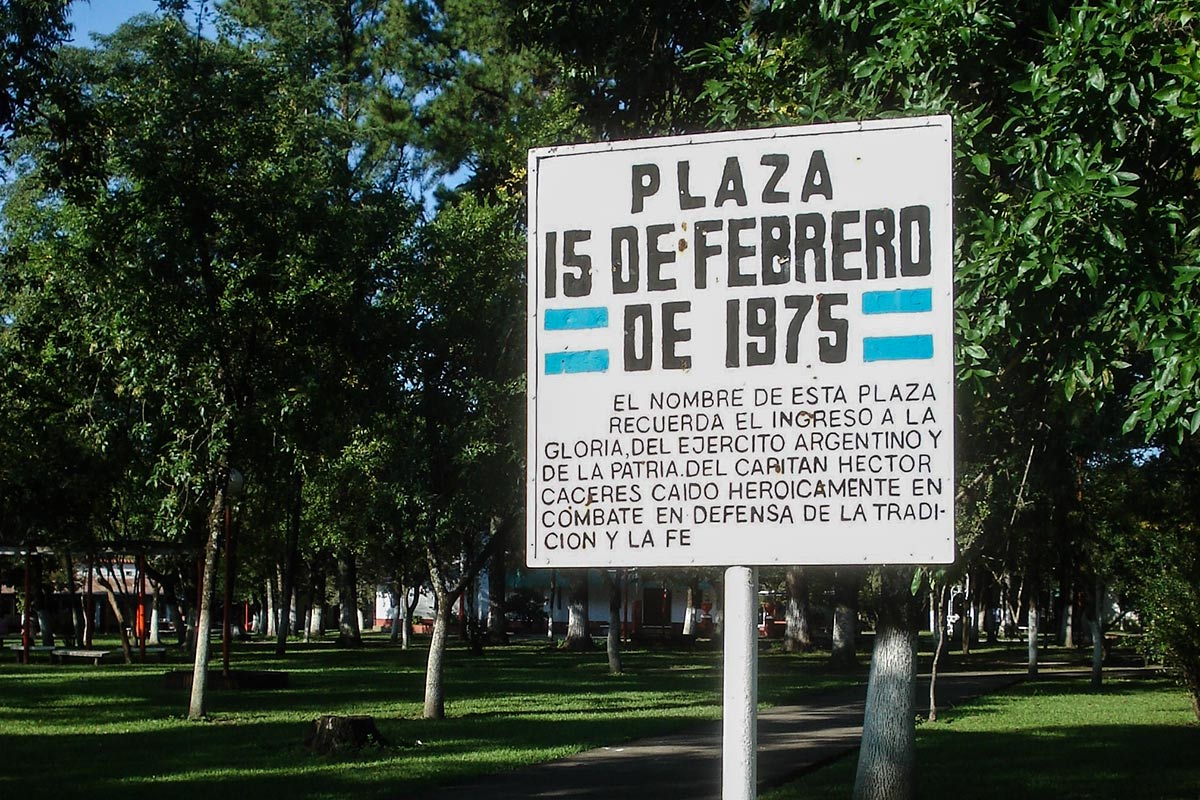 PLAZA
15 DE FEBRERO
DE 1975
EL NOMBRE DE ESTA PLAZA
RECUERDA EL INGRESO A LA
GLORIA, DEL EJERCITO ARGENTINO Y
DE LA PATRIA. DEL CAPITAN HECTOR
CACERES CAIDO HEROICAMENTE EN
COMBATE EN DEFENSA DE LA TRADI-
CION Y LA FE